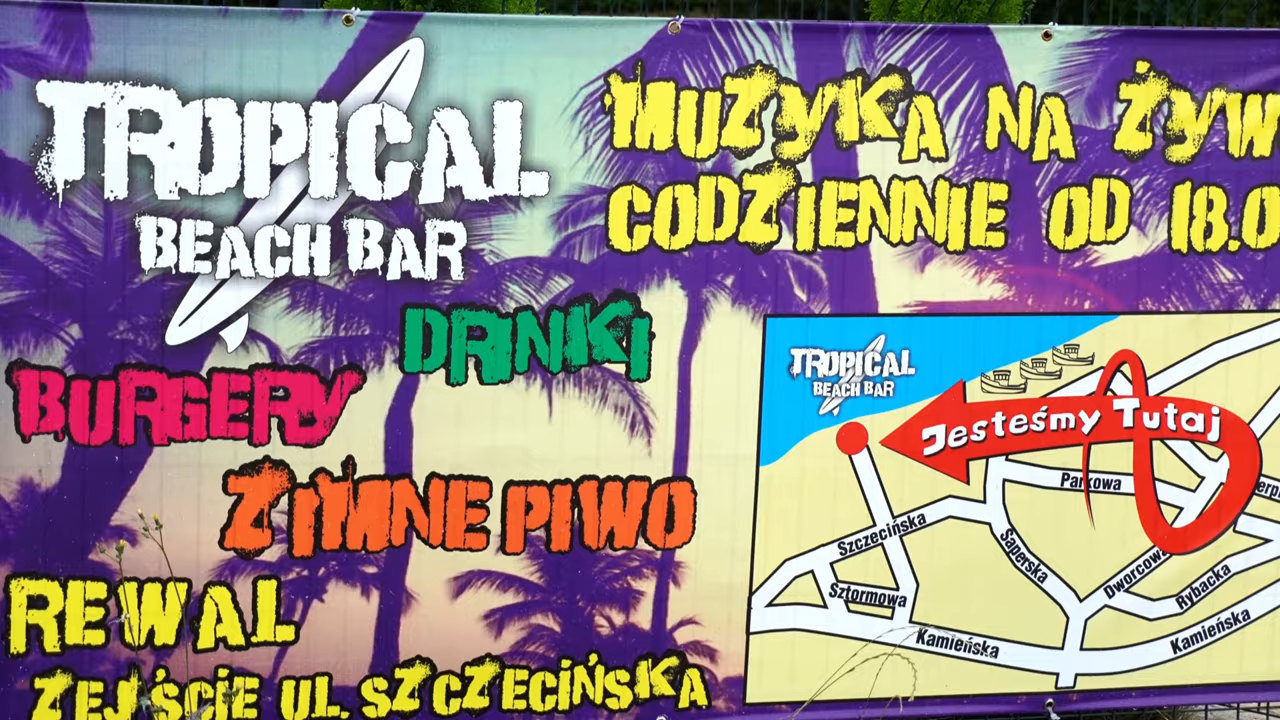 TROPICAL
BEACH BAR
MUZYKA NA ŻYW
CODZIENNIE OD 18.0
DRINKI
BURGERY
ZIMNE PIWO
REWAL
ZEJŚCIE UL. SZCZECIŃSKA
TROPICAL
BEACH BAR
Jesteśmy Tutaj
Parkowa
Szczecińska
Saperska
Dworcowa
Sztormowa
Rybacka
Kamieńska
Kamieńska